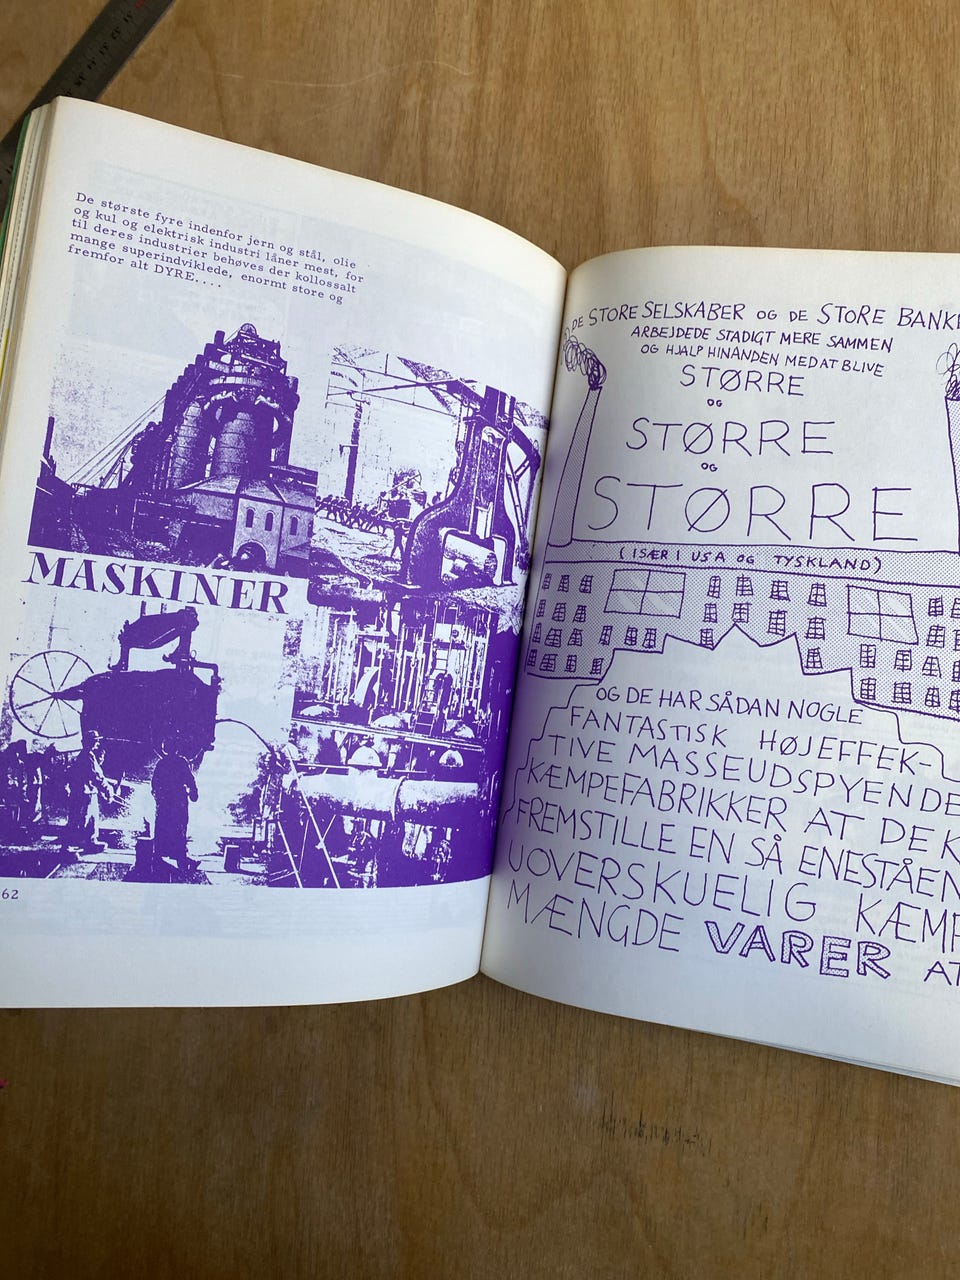 De største fyre indenfor jern og stål, olie
og kul og elektrisk industri låner mest, for
til deres industrier behøves der kollossalt
mange superindviklede, enormt store og
fremfor alt DYRE....
MASKINER
62
DE STORE SELSKABER OG DE STORE BANKE
ARBEJDEDE STADIGT MERE SAMMEN
OG HJALP HINANDEN MED AT BLIVE
STØRRE
OG
STØRRE
OG
STØRRE
(ISÆR I USA OG TYSKLAND)
OG DE HAR SÅDAN NOGLE
FANTASTISK HØJEFFEK-
TIVE MASSEUDSPYENDE
KÆMPEFABRIKKER AT DE K
FREMSTILLE EN SÅ ENESTÅEN
UOVERSKUELIG KÆMP
MÆNGDE VARER AT